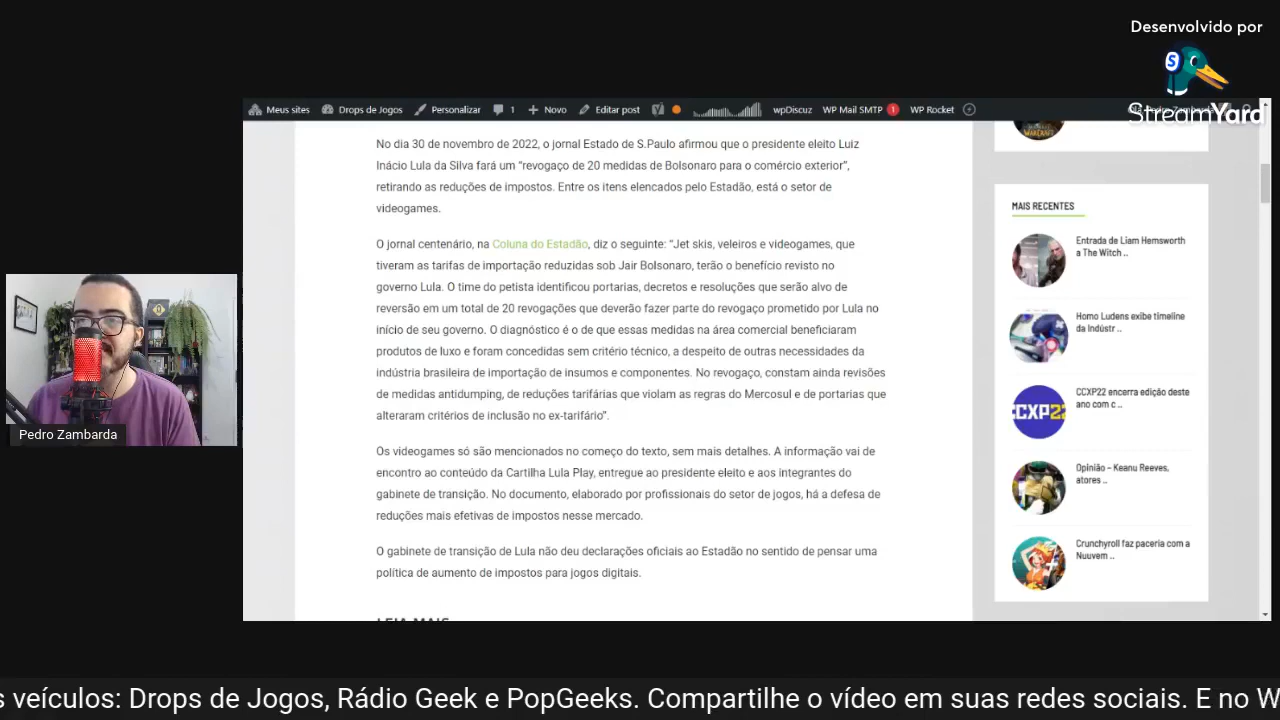 Desenvolvido por
StreamYard
Meus sites Drops de Jogos Personalizar 1 Novo Editar post wpDiscuz WP Mail SMTP 1 WP Rocket
No dia 30 de novembro de 2022, o jornal Estado de S.Paulo afirmou que o presidente eleito Luiz
Inácio Lula da Silva fará um “revogaço de 20 medidas de Bolsonaro para o comércio exterior”,
retirando as reduções de impostos. Entre os itens elencados pelo Estadão, está o setor de
videogames.
O jornal centenário, na Coluna do Estadão, diz o seguinte: “Jet skis, veleiros e videogames, que
tiveram as tarifas de importação reduzidas sob Jair Bolsonaro, terão o benefício revisto no
governo Lula. O time do petista identificou portarias, decretos e resoluções que serão alvo de
reversão em um total de 20 revogações que deverão fazer parte do revogaço prometido por Lula no
início de seu governo. O diagnóstico é o de que essas medidas na área comercial beneficiaram
produtos de luxo e foram concedidas sem critério técnico, a despeito de outras necessidades da
indústria brasileira de importação de insumos e componentes. No revogaço, constam ainda revisões
de medidas antidumping, de reduções tarifárias que violam as regras do Mercosul e de portarias que
alteraram critérios de inclusão no ex-tarifário”.
Os videogames só são mencionados no começo do texto, sem mais detalhes. A informação vai de
encontro ao conteúdo da Cartilha Lula Play, entregue ao presidente eleito e aos integrantes do
gabinete de transição. No documento, elaborado por profissionais do setor de jogos, há a defesa de
reduções mais efetivas de impostos nesse mercado.
O gabinete de transição de Lula não deu declarações oficiais ao Estadão no sentido de pensar uma
política de aumento de impostos para jogos digitais.
LEIA MAIS
WARCRAFT
MAIS RECENTES
Entrada de Liam Hemsworth
a The Witch ..
Homo Ludens exibe timeline
da Indústr ..
CCXP22
CCXP22 encerra edição deste
ano com c ..
Opinião – Keanu Reeves,
atores ..
Crunchyroll faz paceria com a
Nuuvem ..
Pedro Zambarda
s veículos: Drops de Jogos, Rádio Geek e PopGeeks. Compartilhe o vídeo em suas redes sociais. E no W